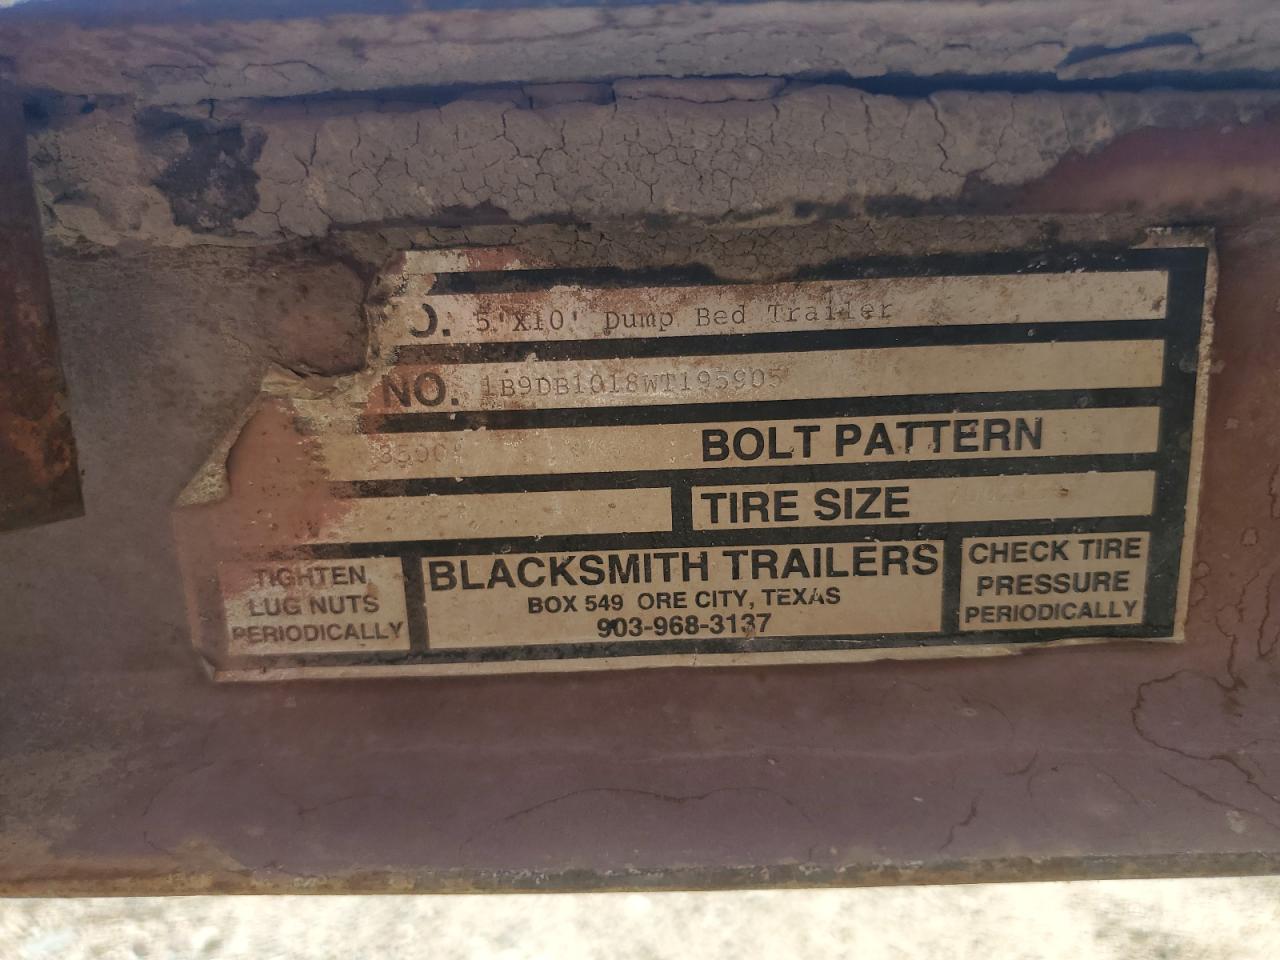 O. 5'X10' Dump Bed Trailer
NO. 1B9DB1018WT195905
BOLT PATTERN
TIRE SIZE
TIGHTEN
LUG NUTS
PERIODICALLY
BLACKSMITH TRAILERS
BOX 549 ORE CITY, TEXAS
903-968-3137
CHECK TIRE
PRESSURE
PERIODICALLY